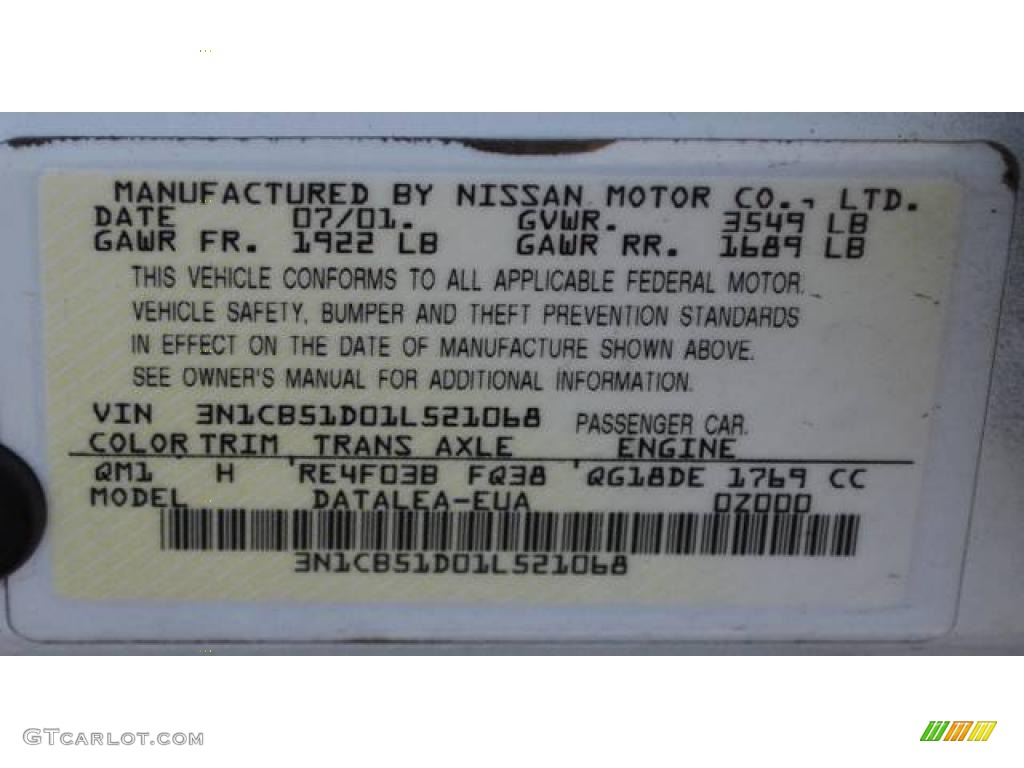 MANUFACTURED BY NISSAN MOTOR CO., LTD.
DATE 07/01. GVWR. 3549 LB
GAWR FR. 1922 LB GAWR RR. 1689 LB
THIS VEHICLE CONFORMS TO ALL APPLICABLE FEDERAL MOTOR
VEHICLE SAFETY, BUMPER AND THEFT PREVENTION STANDARDS
IN EFFECT ON THE DATE OF MANUFACTURE SHOWN ABOVE.
SEE OWNER'S MANUAL FOR ADDITIONAL INFORMATION.
VIN 3N1CB51D01L521068 PASSENGER CAR.
COLOR TRIM TRANS AXLE ENGINE
QM1 H RE4F03B FQ38 QG18DE 1769 CC
MODEL DATALEA-EUA 0Z000
3N1CB51D01L521068
GTCARLOT.COM